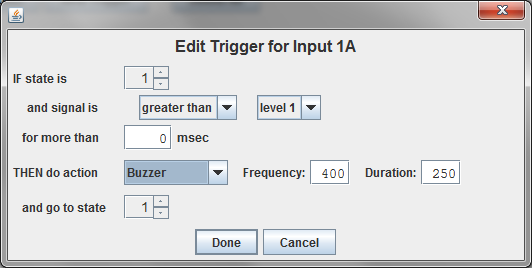 Edit Trigger for Input 1A
IF state is 1
and signal is greater than level 1
for more than 0 msec
THEN do action Buzzer Frequency: 400 Duration: 250
and go to state 1
Done Cancel